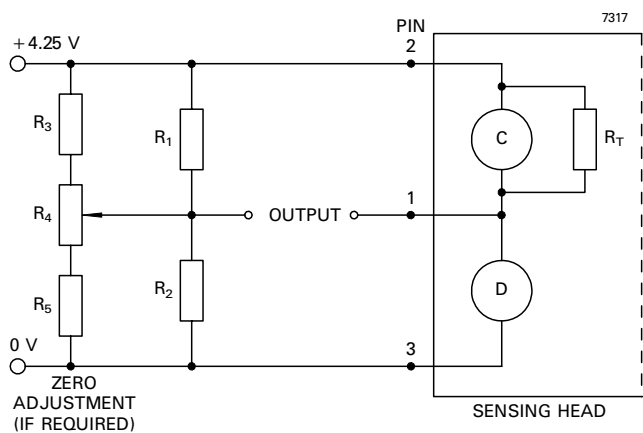 7317
+4.25 V
PIN
2
R3
R1
C
RT
R4
OUTPUT
1
R5
R2
D
0 V
3
ZERO
ADJUSTMENT
(IF REQUIRED)
SENSING HEAD